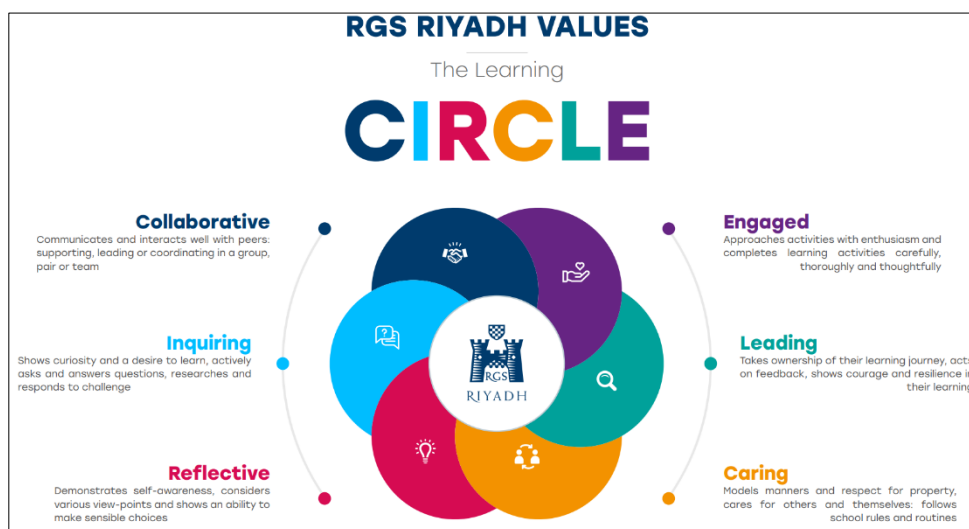 RGS RIYADH VALUES
The Learning
CIRCLE
Collaborative
Communicates and interacts well with peers:
supporting, leading or coordinating in a group,
pair or team
Inquiring
Shows curiosity and a desire to learn, actively
asks and answers questions, researches and
responds to challenge
Reflective
Demonstrates self-awareness, considers
various view-points and shows an ability to
make sensible choices
Engaged
Approaches activities with enthusiasm and
completes learning activities carefully,
thoroughly and thoughtfully
Leading
Takes ownership of their learning journey, acts
on feedback, shows courage and resilience in
their learning
Caring
Models manners and respect for property,
cares for others and themselves: follows
school rules and routines
?
RGS
RIYADH